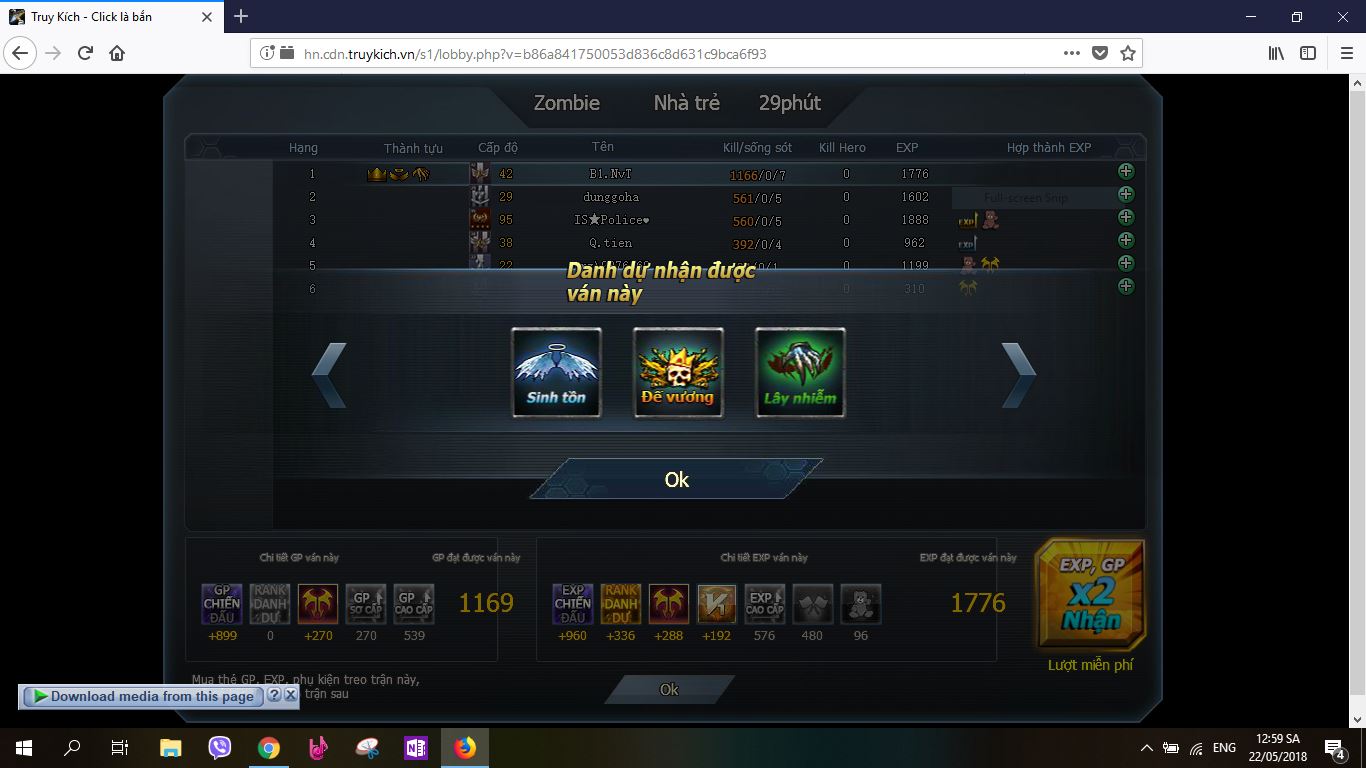 Truy Kích - Click là bắn
hn.cdn.truykich.vn/s1/lobby.php?v=b86a841750053d836c8d631c9bca6f93
Zombie Nhà trẻ 29phút
Hạng Thành tựu Cấp độ Tên Kill/sống sót Kill Hero EXP Hợp thành EXP
1 42 B1.NvT 1166/0/7 0 1776
2 29 dunggoha 561/0/5 0 1602 Full-screen Snip
3 95 IS★Police♥ 560/0/5 0 1888 EXP
4 38 Q.tien 392/0/4 0 962 EXP
5 22 0 1199
6 0 310
Danh dự nhận được
ván này
Sinh tồn Đế vương Lây nhiễm
Ok
Chi tiết GP ván này GP đạt được ván này Chi tiết EXP ván này EXP đạt được ván này
GP CHIẾN ĐẤU RANK DANH DỰ GP SƠ CẤP GP CAO CẤP 1169
+899 0 +270 270 539
EXP CHIẾN ĐẤU RANK DANH DỰ EXP CAO CẤP 1776
+960 +336 +288 +192 576 480 96
EXP, GP
x2
Nhận
Lượt miễn phí
Mua thẻ GP, EXP, phụ kiện treo trận này,
trận sau
Ok
Download media from this page ? X
ENG 12:59 SA
22/05/2018 4